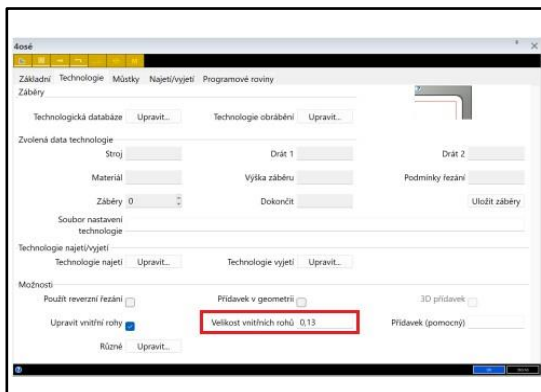 4osé
Základní Technologie Můstky Najetí/vyjetí Programové roviny
Záběry
Technologická databáze Upravit... Technologie obrábění Upravit...
Zvolená data technologie
Stroj Drát 1 Drát 2
Materiál Výška záběru Podmínky řezání
Záběry 0 Dokončit Uložit záběry
Soubor nastavení
technologie
Technologie najetí/vyjetí
Technologie najetí Upravit... Technologie vyjetí Upravit...
Možnosti
Použít reverzní řezání Přídavek v geometrii 3D přídavek
Upravit vnitřní rohy Velikost vnitřních rohů 0,13 Přídavek (pomocný)
Různé Upravit...